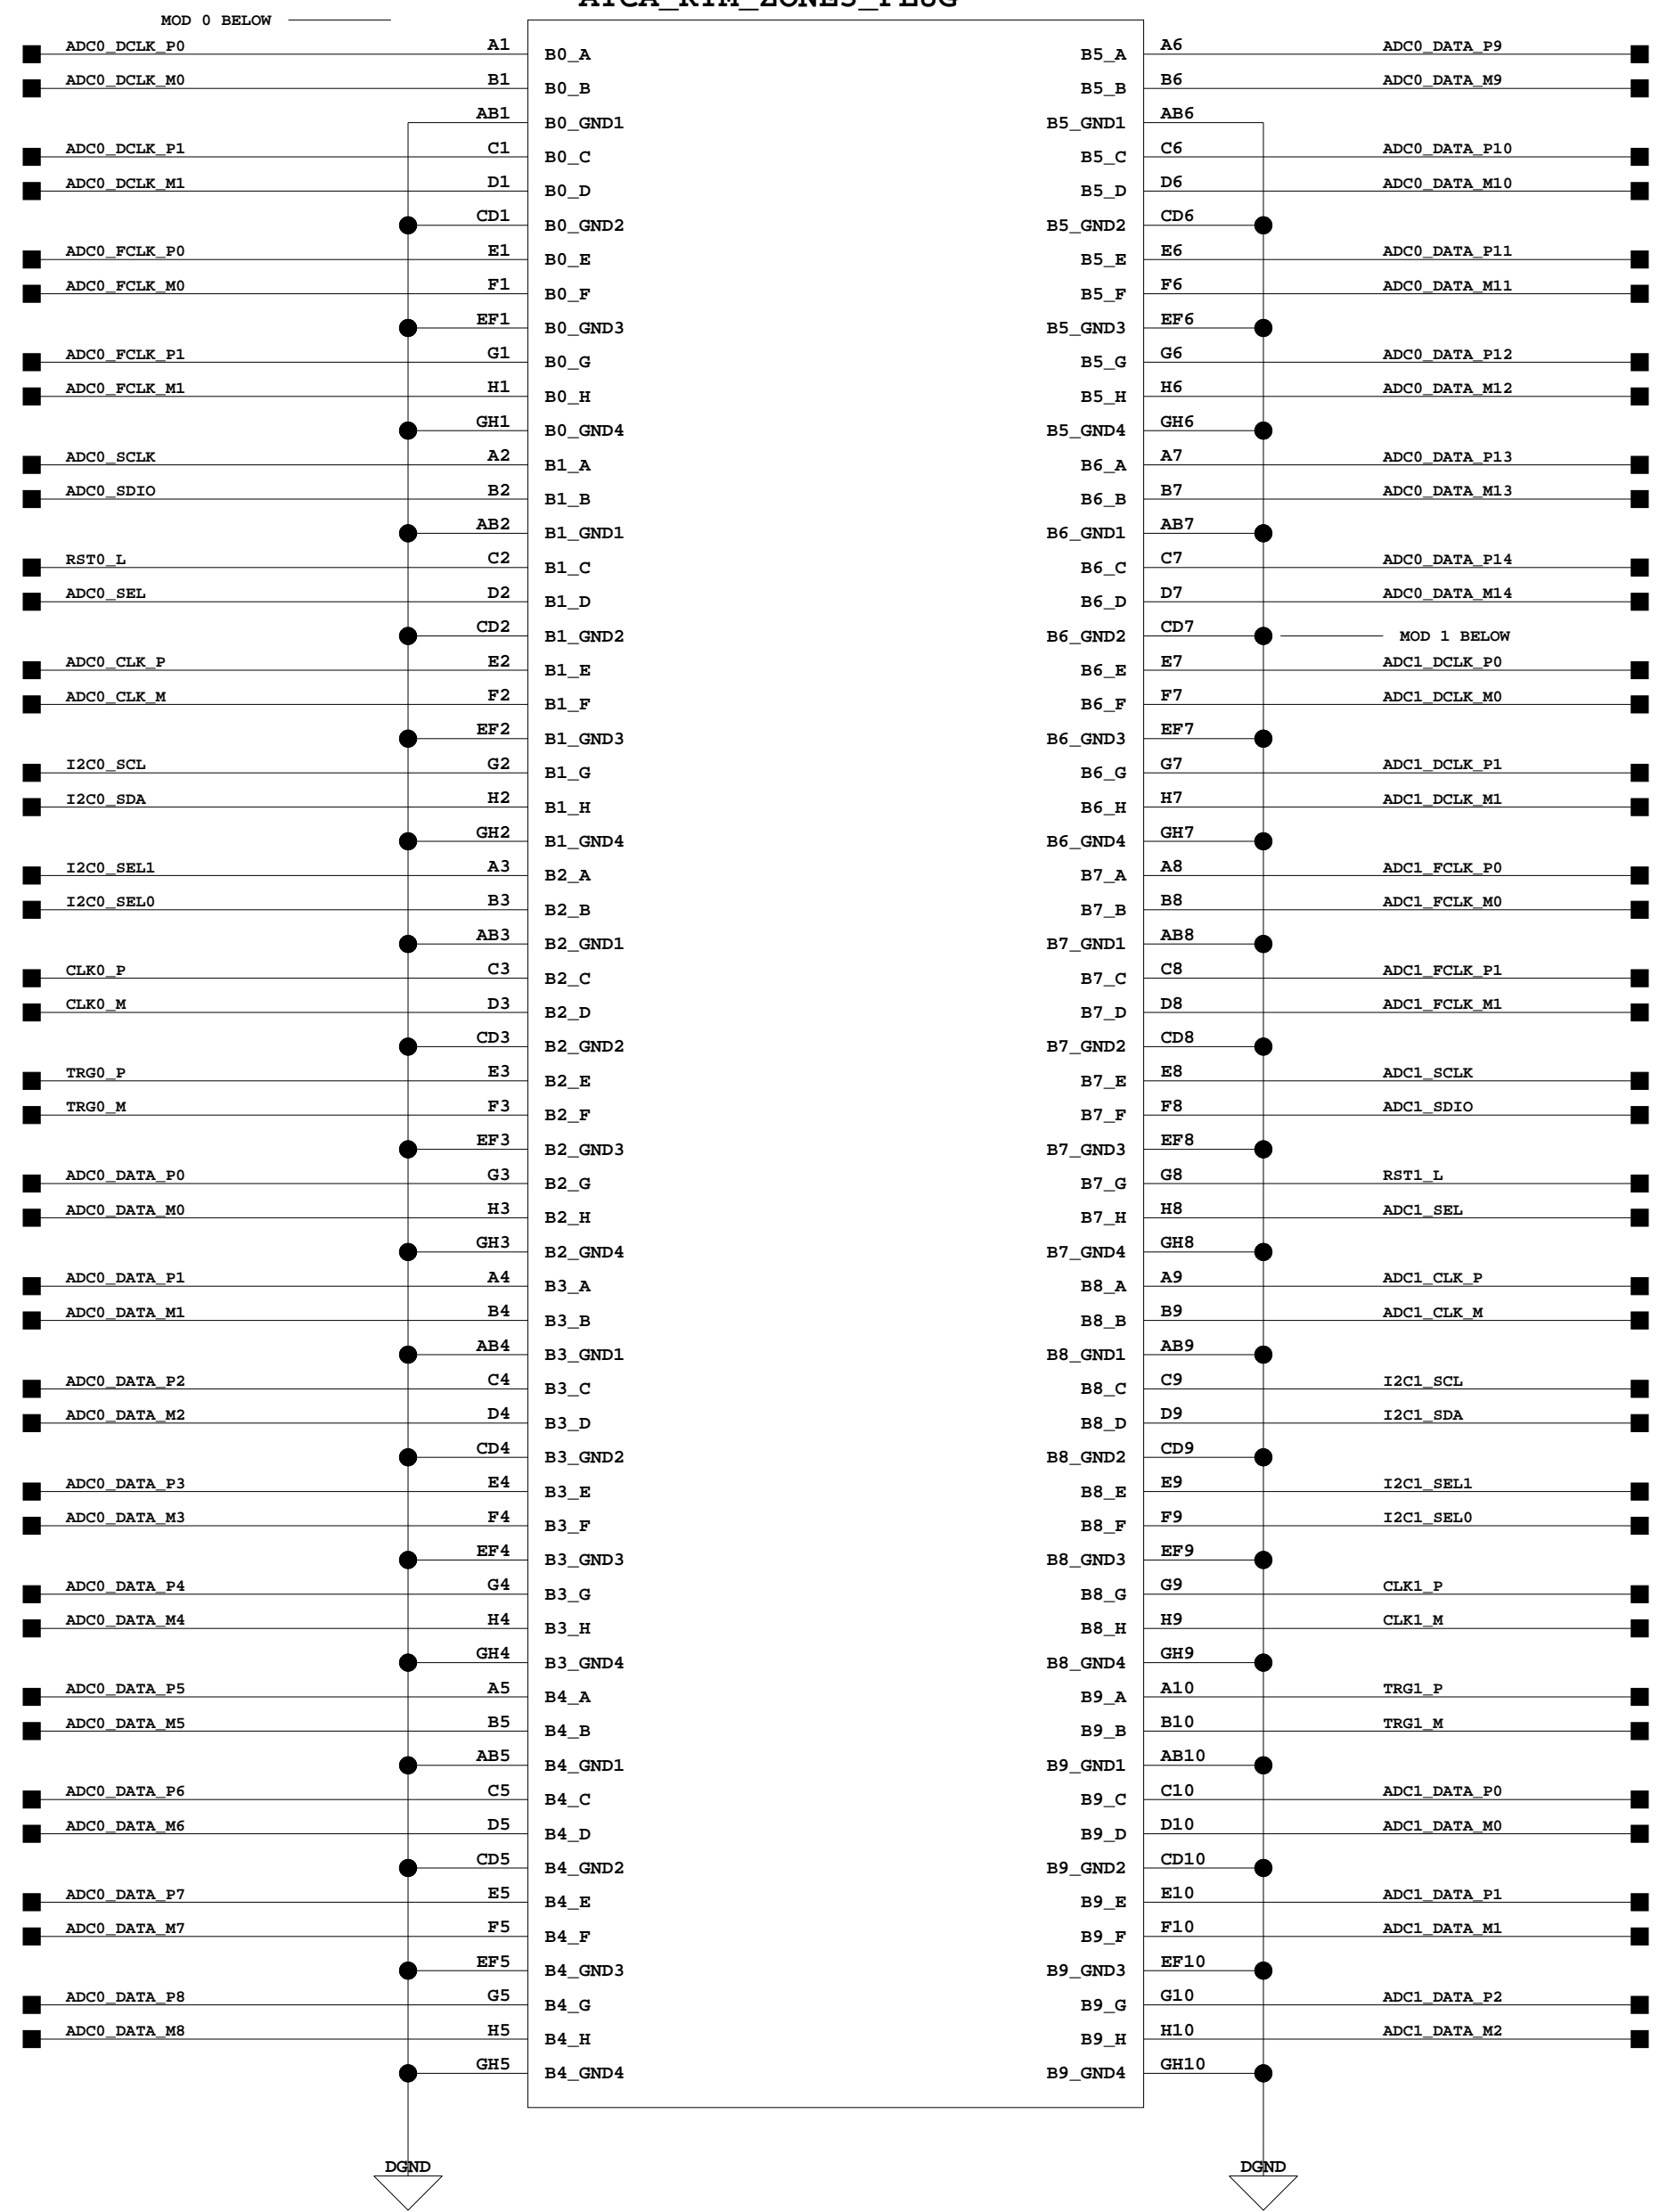 ATCA_RTM_ZONE3_PLUG
MOD 0 BELOW
ADC0_DCLK_P0 A1 B0_A B5_A A6 ADC0_DATA_P9
ADC0_DCLK_M0 B1 B0_B B5_B B6 ADC0_DATA_M9
AB1 B0_GND1 B5_GND1 AB6
ADC0_DCLK_P1 C1 B0_C B5_C C6 ADC0_DATA_P10
ADC0_DCLK_M1 D1 B0_D B5_D D6 ADC0_DATA_M10
CD1 B0_GND2 B5_GND2 CD6
ADC0_FCLK_P0 E1 B0_E B5_E E6 ADC0_DATA_P11
ADC0_FCLK_M0 F1 B0_F B5_F F6 ADC0_DATA_M11
EF1 B0_GND3 B5_GND3 EF6
ADC0_FCLK_P1 G1 B0_G B5_G G6 ADC0_DATA_P12
ADC0_FCLK_M1 H1 B0_H B5_H H6 ADC0_DATA_M12
GH1 B0_GND4 B5_GND4 GH6
ADC0_SCLK A2 B1_A B6_A A7 ADC0_DATA_P13
ADC0_SDIO B2 B1_B B6_B B7 ADC0_DATA_M13
AB2 B1_GND1 B6_GND1 AB7
RST0_L C2 B1_C B6_C C7 ADC0_DATA_P14
ADC0_SEL D2 B1_D B6_D D7 ADC0_DATA_M14
CD2 B1_GND2 B6_GND2 CD7 MOD 1 BELOW
ADC0_CLK_P E2 B1_E B6_E E7 ADC1_DCLK_P0
ADC0_CLK_M F2 B1_F B6_F F7 ADC1_DCLK_M0
EF2 B1_GND3 B6_GND3 EF7
I2C0_SCL G2 B1_G B6_G G7 ADC1_DCLK_P1
I2C0_SDA H2 B1_H B6_H H7 ADC1_DCLK_M1
GH2 B1_GND4 B6_GND4 GH7
I2C0_SEL1 A3 B2_A B7_A A8 ADC1_FCLK_P0
I2C0_SEL0 B3 B2_B B7_B B8 ADC1_FCLK_M0
AB3 B2_GND1 B7_GND1 AB8
CLK0_P C3 B2_C B7_C C8 ADC1_FCLK_P1
CLK0_M D3 B2_D B7_D D8 ADC1_FCLK_M1
CD3 B2_GND2 B7_GND2 CD8
TRG0_P E3 B2_E B7_E E8 ADC1_SCLK
TRG0_M F3 B2_F B7_F F8 ADC1_SDIO
EF3 B2_GND3 B7_GND3 EF8
ADC0_DATA_P0 G3 B2_G B7_G G8 RST1_L
ADC0_DATA_M0 H3 B2_H B7_H H8 ADC1_SEL
GH3 B2_GND4 B7_GND4 GH8
ADC0_DATA_P1 A4 B3_A B8_A A9 ADC1_CLK_P
ADC0_DATA_M1 B4 B3_B B8_B B9 ADC1_CLK_M
AB4 B3_GND1 B8_GND1 AB9
ADC0_DATA_P2 C4 B3_C B8_C C9 I2C1_SCL
ADC0_DATA_M2 D4 B3_D B8_D D9 I2C1_SDA
CD4 B3_GND2 B8_GND2 CD9
ADC0_DATA_P3 E4 B3_E B8_E E9 I2C1_SEL1
ADC0_DATA_M3 F4 B3_F B8_F F9 I2C1_SEL0
EF4 B3_GND3 B8_GND3 EF9
ADC0_DATA_P4 G4 B3_G B8_G G9 CLK1_P
ADC0_DATA_M4 H4 B3_H B8_H H9 CLK1_M
GH4 B3_GND4 B8_GND4 GH9
ADC0_DATA_P5 A5 B4_A B9_A A10 TRG1_P
ADC0_DATA_M5 B5 B4_B B9_B B10 TRG1_M
AB5 B4_GND1 B9_GND1 AB10
ADC0_DATA_P6 C5 B4_C B9_C C10 ADC1_DATA_P0
ADC0_DATA_M6 D5 B4_D B9_D D10 ADC1_DATA_M0
CD5 B4_GND2 B9_GND2 CD10
ADC0_DATA_P7 E5 B4_E B9_E E10 ADC1_DATA_P1
ADC0_DATA_M7 F5 B4_F B9_F F10 ADC1_DATA_M1
EF5 B4_GND3 B9_GND3 EF10
ADC0_DATA_P8 G5 B4_G B9_G G10 ADC1_DATA_P2
ADC0_DATA_M8 H5 B4_H B9_H H10 ADC1_DATA_M2
GH5 B4_GND4 B9_GND4 GH10
DGND DGND